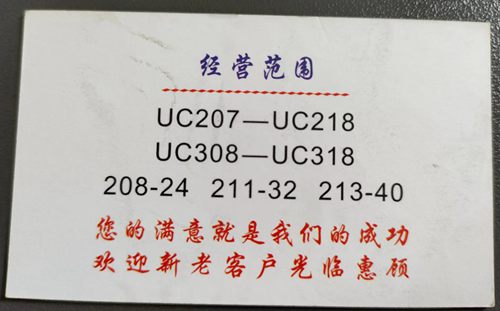 经营范围
UC207—UC218
UC308—UC318
208-24 211-32 213-40
您的满意就是我们的成功
欢迎新老客户光临惠顾